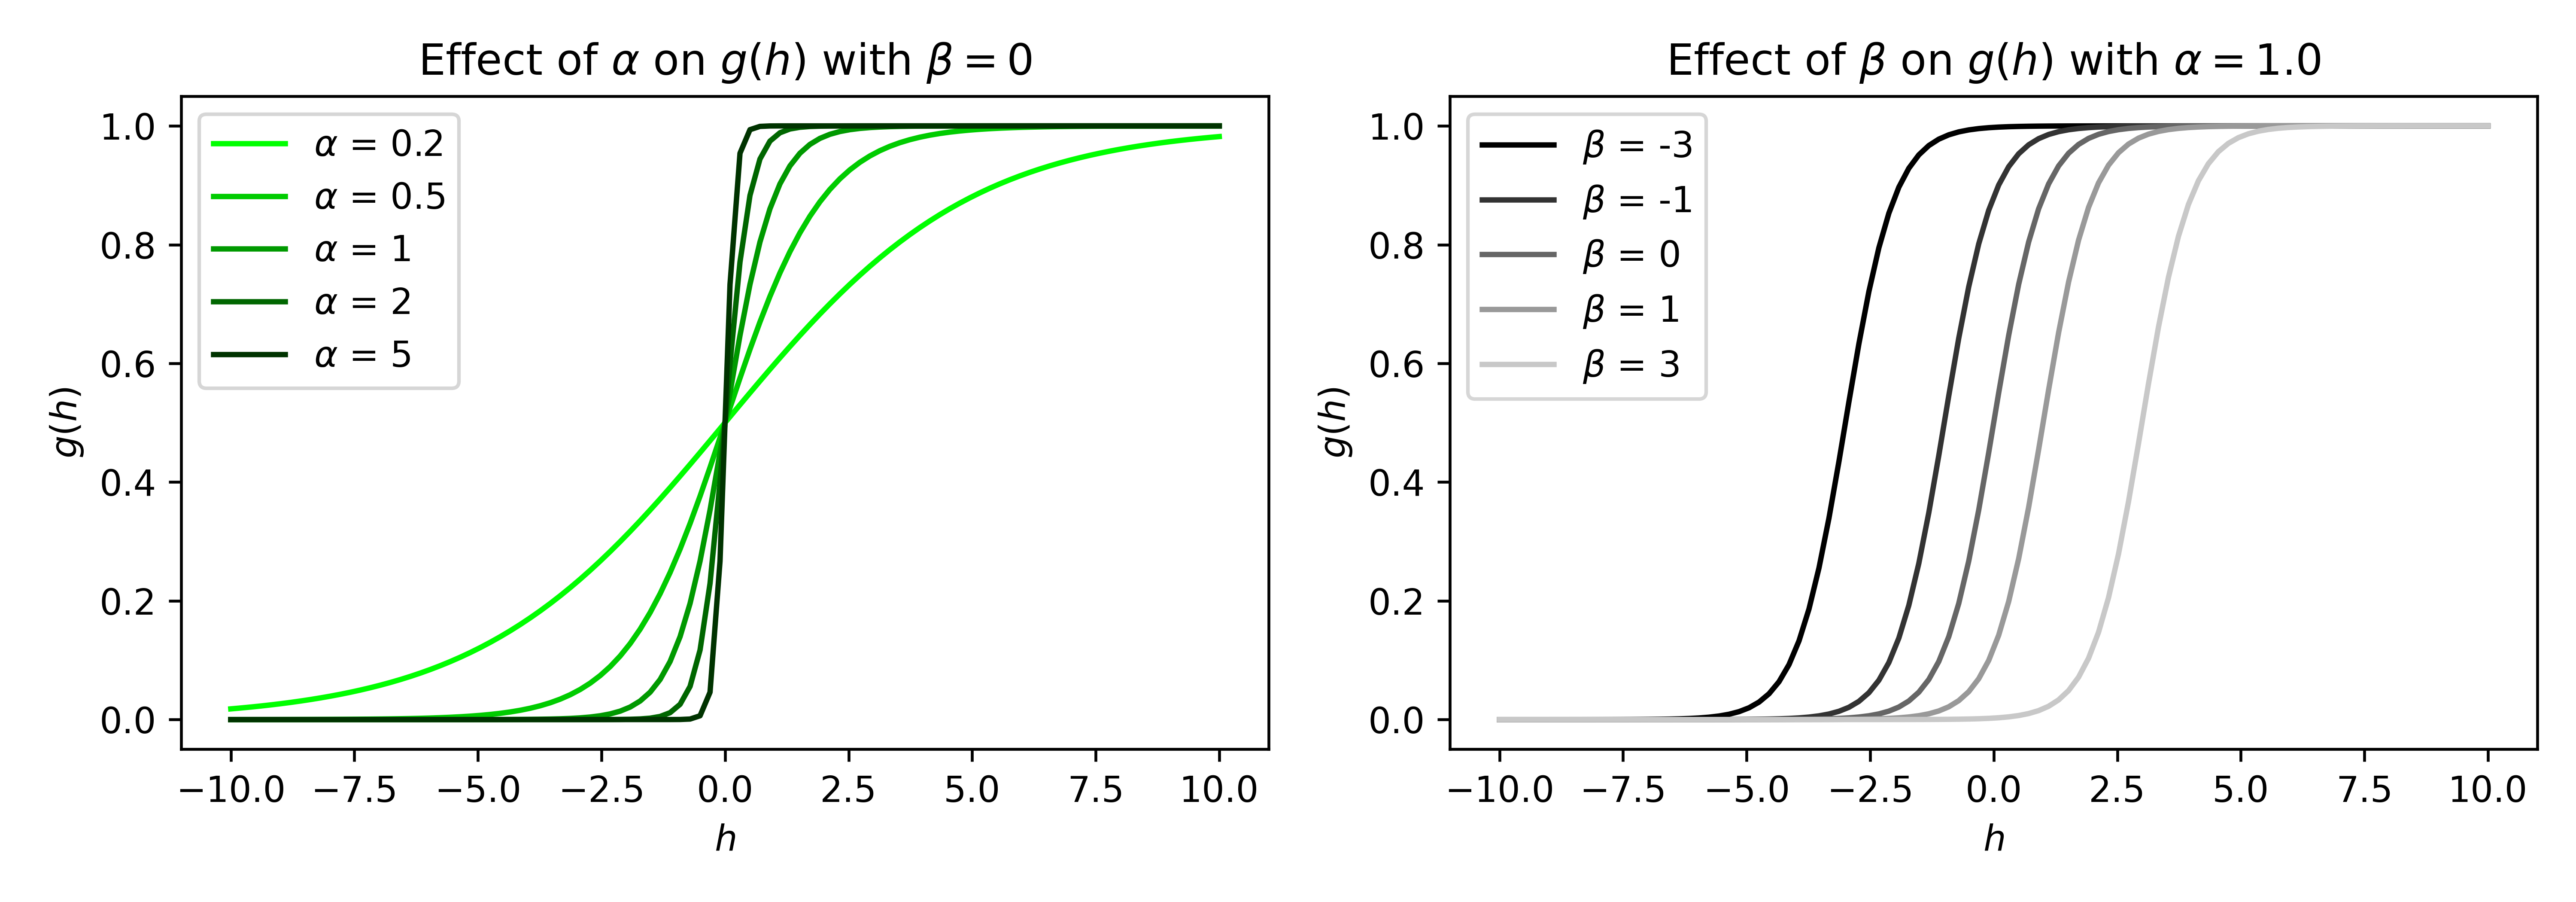 Effect of α on g(h) with β = 0
1.0
0.8
0.6
0.4
0.2
0.0
g(h)
α = 0.2
α = 0.5
α = 1
α = 2
α = 5
−10.0 −7.5 −5.0 −2.5 0.0 2.5 5.0 7.5 10.0
h
Effect of β on g(h) with α = 1.0
1.0
0.8
0.6
0.4
0.2
0.0
g(h)
β = -3
β = -1
β = 0
β = 1
β = 3
−10.0 −7.5 −5.0 −2.5 0.0 2.5 5.0 7.5 10.0
h